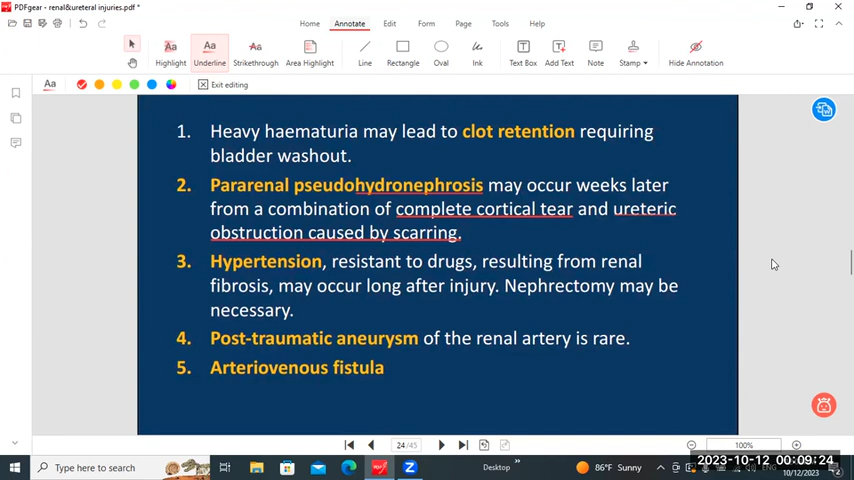 PDFgear - renal&ureteral injuries.pdf *
Home Annotate Edit Form Page Tools Help
Highlight Underline Strikethrough Area Highlight Line Rectangle Oval Ink Text Box Add Text Note Stamp Hide Annotation
Aa Exit editing
1. Heavy haematuria may lead to clot retention requiring
bladder washout.
2. Pararenal pseudohydronephrosis may occur weeks later
from a combination of complete cortical tear and ureteric
obstruction caused by scarring.
3. Hypertension, resistant to drugs, resulting from renal
fibrosis, may occur long after injury. Nephrectomy may be
necessary.
4. Post-traumatic aneurysm of the renal artery is rare.
5. Arteriovenous fistula
24/45
100%
2023-10-12 00:09:24
Type here to search
Desktop
86°F Sunny
10/12/2023